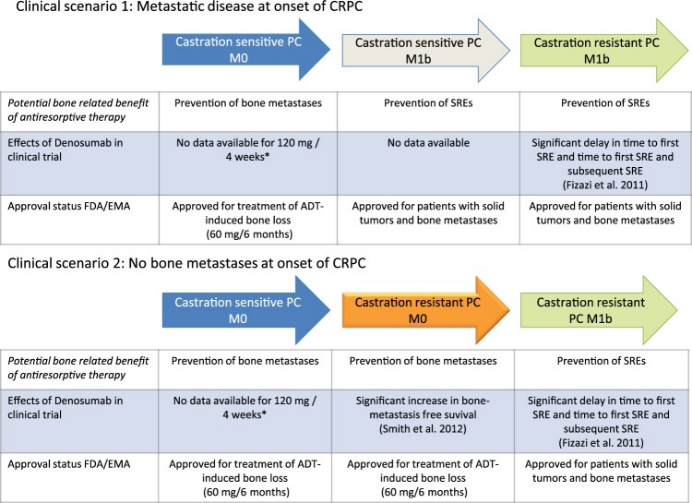 Clinical scenario 1: Metastatic disease at onset of CRPC
Castration sensitive PC
M0
Castration sensitive PC
M1b
Castration resistant PC
M1b
Potential bone related benefit
of antiresorptive therapy
Prevention of bone metastases
Prevention of SREs
Prevention of SREs
Effects of Denosumab in
clinical trial
No data available for 120 mg /
4 weeks*
No data available
Significant delay in time to first
SRE and time to first SRE and
subsequent SRE
(Fizazi et al. 2011)
Approval status FDA/EMA
Approved for treatment of ADT-
induced bone loss
(60 mg/6 months)
Approved for patients with solid
tumors and bone metastases
Approved for patients with solid
tumors and bone metastases
Clinical scenario 2: No bone metastases at onset of CRPC
Castration sensitive PC
M0
Castration resistant PC
M0
Castration resistant
PC M1b
Potential bone related benefit
of antiresorptive therapy
Prevention of bone metastases
Prevention of bone metastases
Prevention of SREs
Effects of Denosumab in
clinical trial
No data available for 120 mg /
4 weeks*
Significant increase in bone-
metastasis free suvival
(Smith et al. 2012)
Significant delay in time to first
SRE and time to first SRE and
subsequent SRE
(Fizazi et al. 2011)
Approval status FDA/EMA
Approved for treatment of ADT-
induced bone loss
(60 mg/6 months)
Approved for treatment of ADT-
induced bone loss
(60 mg/6 months)
Approved for patients with solid
tumors and bone metastases